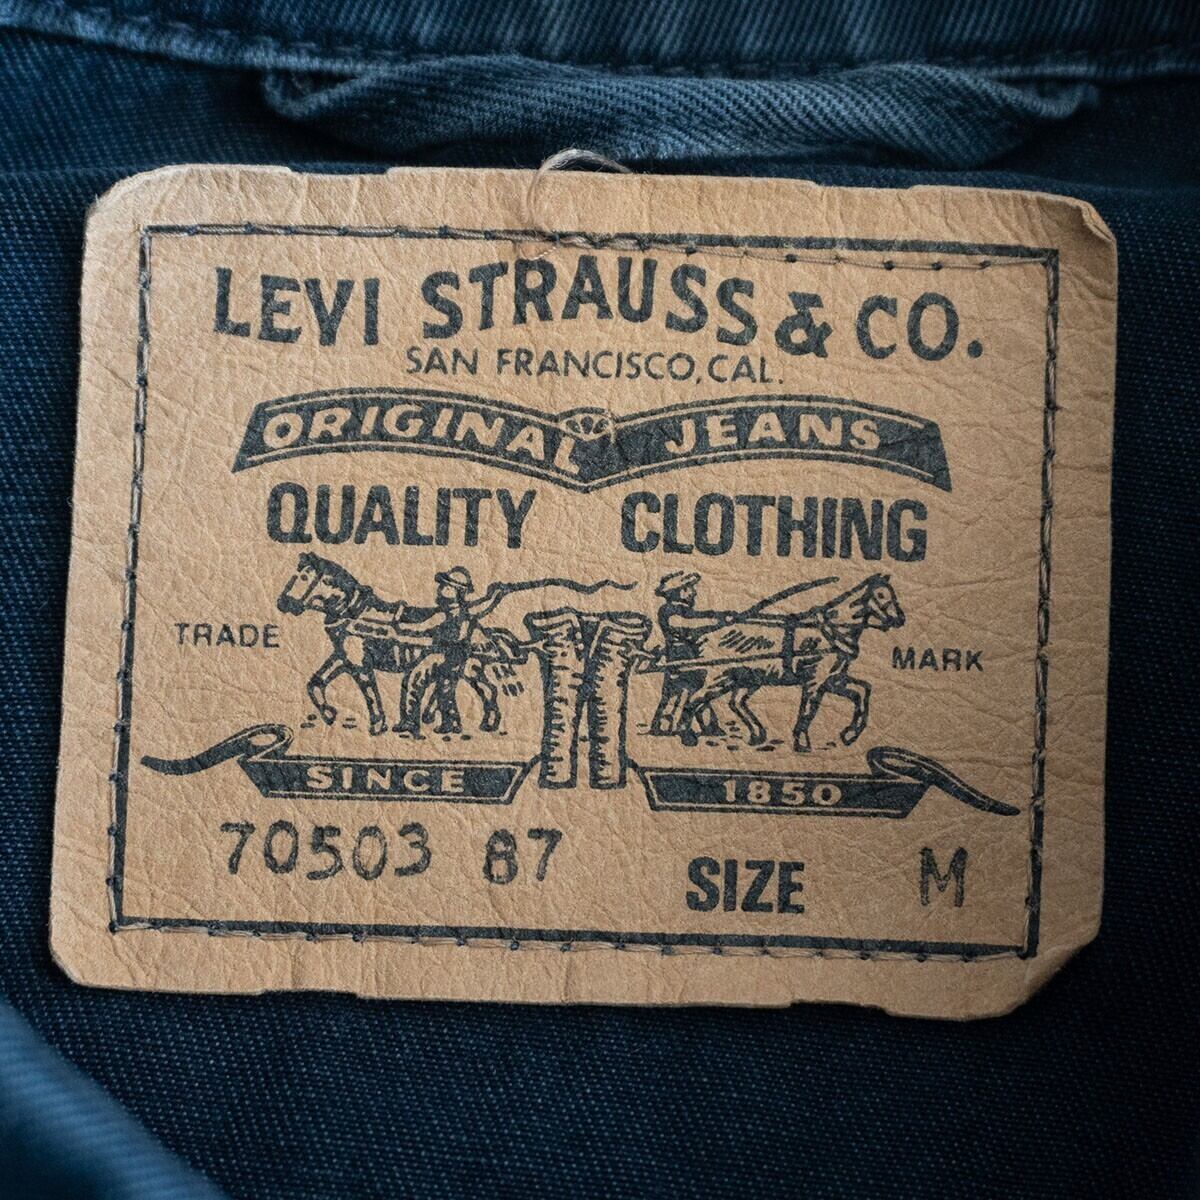 LEVI STRAUSS & CO.
SAN FRANCISCO, CAL.
ORIGINAL JEANS
QUALITY CLOTHING
TRADE MARK
SINCE 1850
70503 87
SIZE M